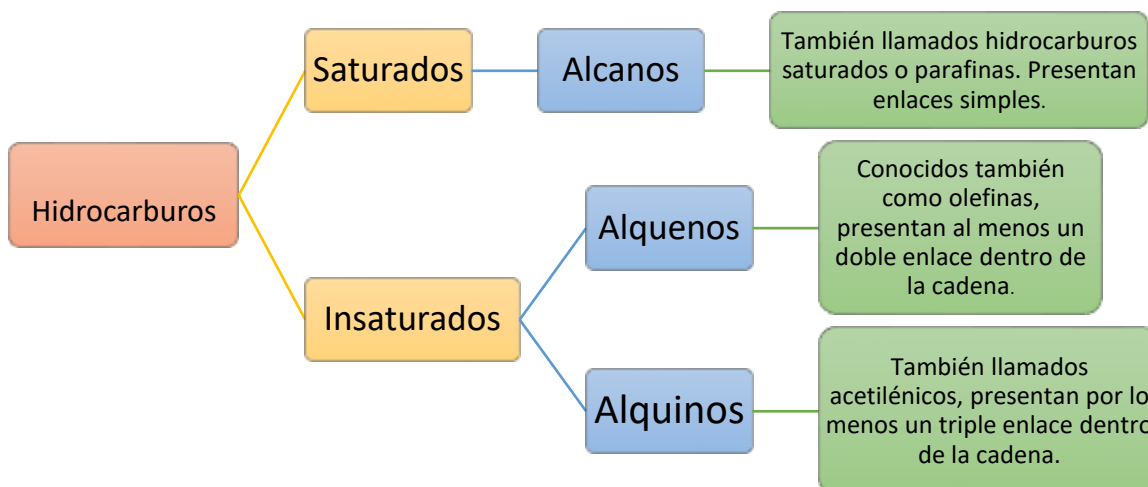 Hidrocarburos
Saturados
Alcanos
También llamados hidrocarburos
saturados o parafinas. Presentan
enlaces simples.
Insaturados
Alquenos
Conocidos también
como olefinas,
presentan al menos un
doble enlace dentro de
la cadena.
Alquinos
También llamados
acetilénicos, presentan por lo
menos un triple enlace dentro
de la cadena.